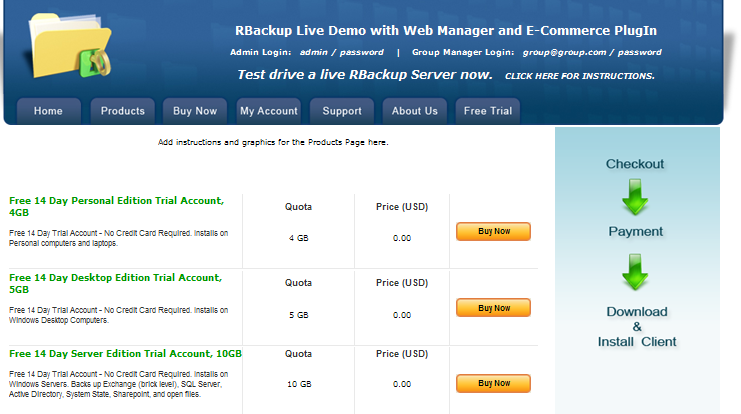 RBackup Live Demo with Web Manager and E-Commerce PlugIn
Admin Login: admin / password | Group Manager Login: group@group.com / password
Test drive a live RBackup Server now. CLICK HERE FOR INSTRUCTIONS.
Home Products Buy Now My Account Support About Us Free Trial
Add instructions and graphics for the Products Page here.
Free 14 Day Personal Edition Trial Account,
4GB
Quota Price (USD)
Free 14 Day Trial Account - No Credit Card Required. Installs on
Personal computers and laptops.
4 GB 0.00 Buy Now
Free 14 Day Desktop Edition Trial Account,
5GB
Quota Price (USD)
Free 14 Day Trial Account - No Credit Card Required. Installs on
Windows Desktop Computers.
5 GB 0.00 Buy Now
Free 14 Day Server Edition Trial Account, 10GB
Quota Price (USD)
Free 14 Day Trial Account - No Credit Card Required. Installs on
Windows Servers. Backs up Exchange (brick level), SQL Server,
Active Directory, System State, Sharepoint, and open files.
10 GB 0.00 Buy Now
Checkout
Payment
Download
&
Install Client